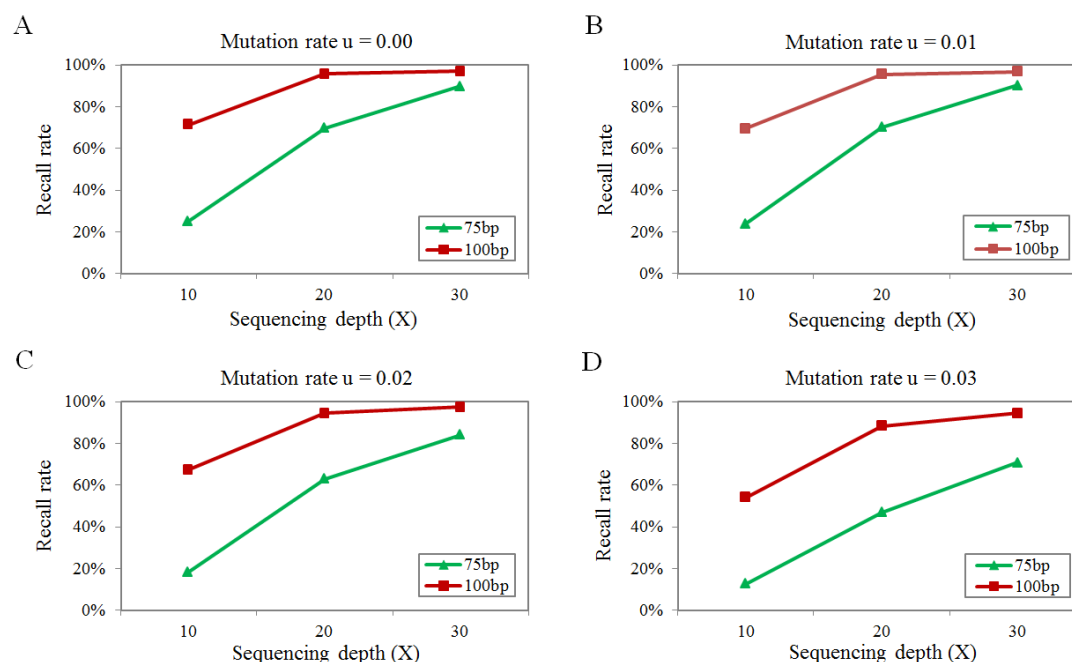 A
Mutation rate u = 0.00
100%
80%
60%
40%
20%
0%
Recall rate
75bp
100bp
10 20 30
Sequencing depth (X)
B
Mutation rate u = 0.01
100%
80%
60%
40%
20%
0%
Recall rate
75bp
100bp
10 20 30
Sequencing depth (X)
C
Mutation rate u = 0.02
100%
80%
60%
40%
20%
0%
Recall rate
75bp
100bp
10 20 30
Sequencing depth (X)
D
Mutation rate u = 0.03
100%
80%
60%
40%
20%
0%
Recall rate
75bp
100bp
10 20 30
Sequencing depth (X)